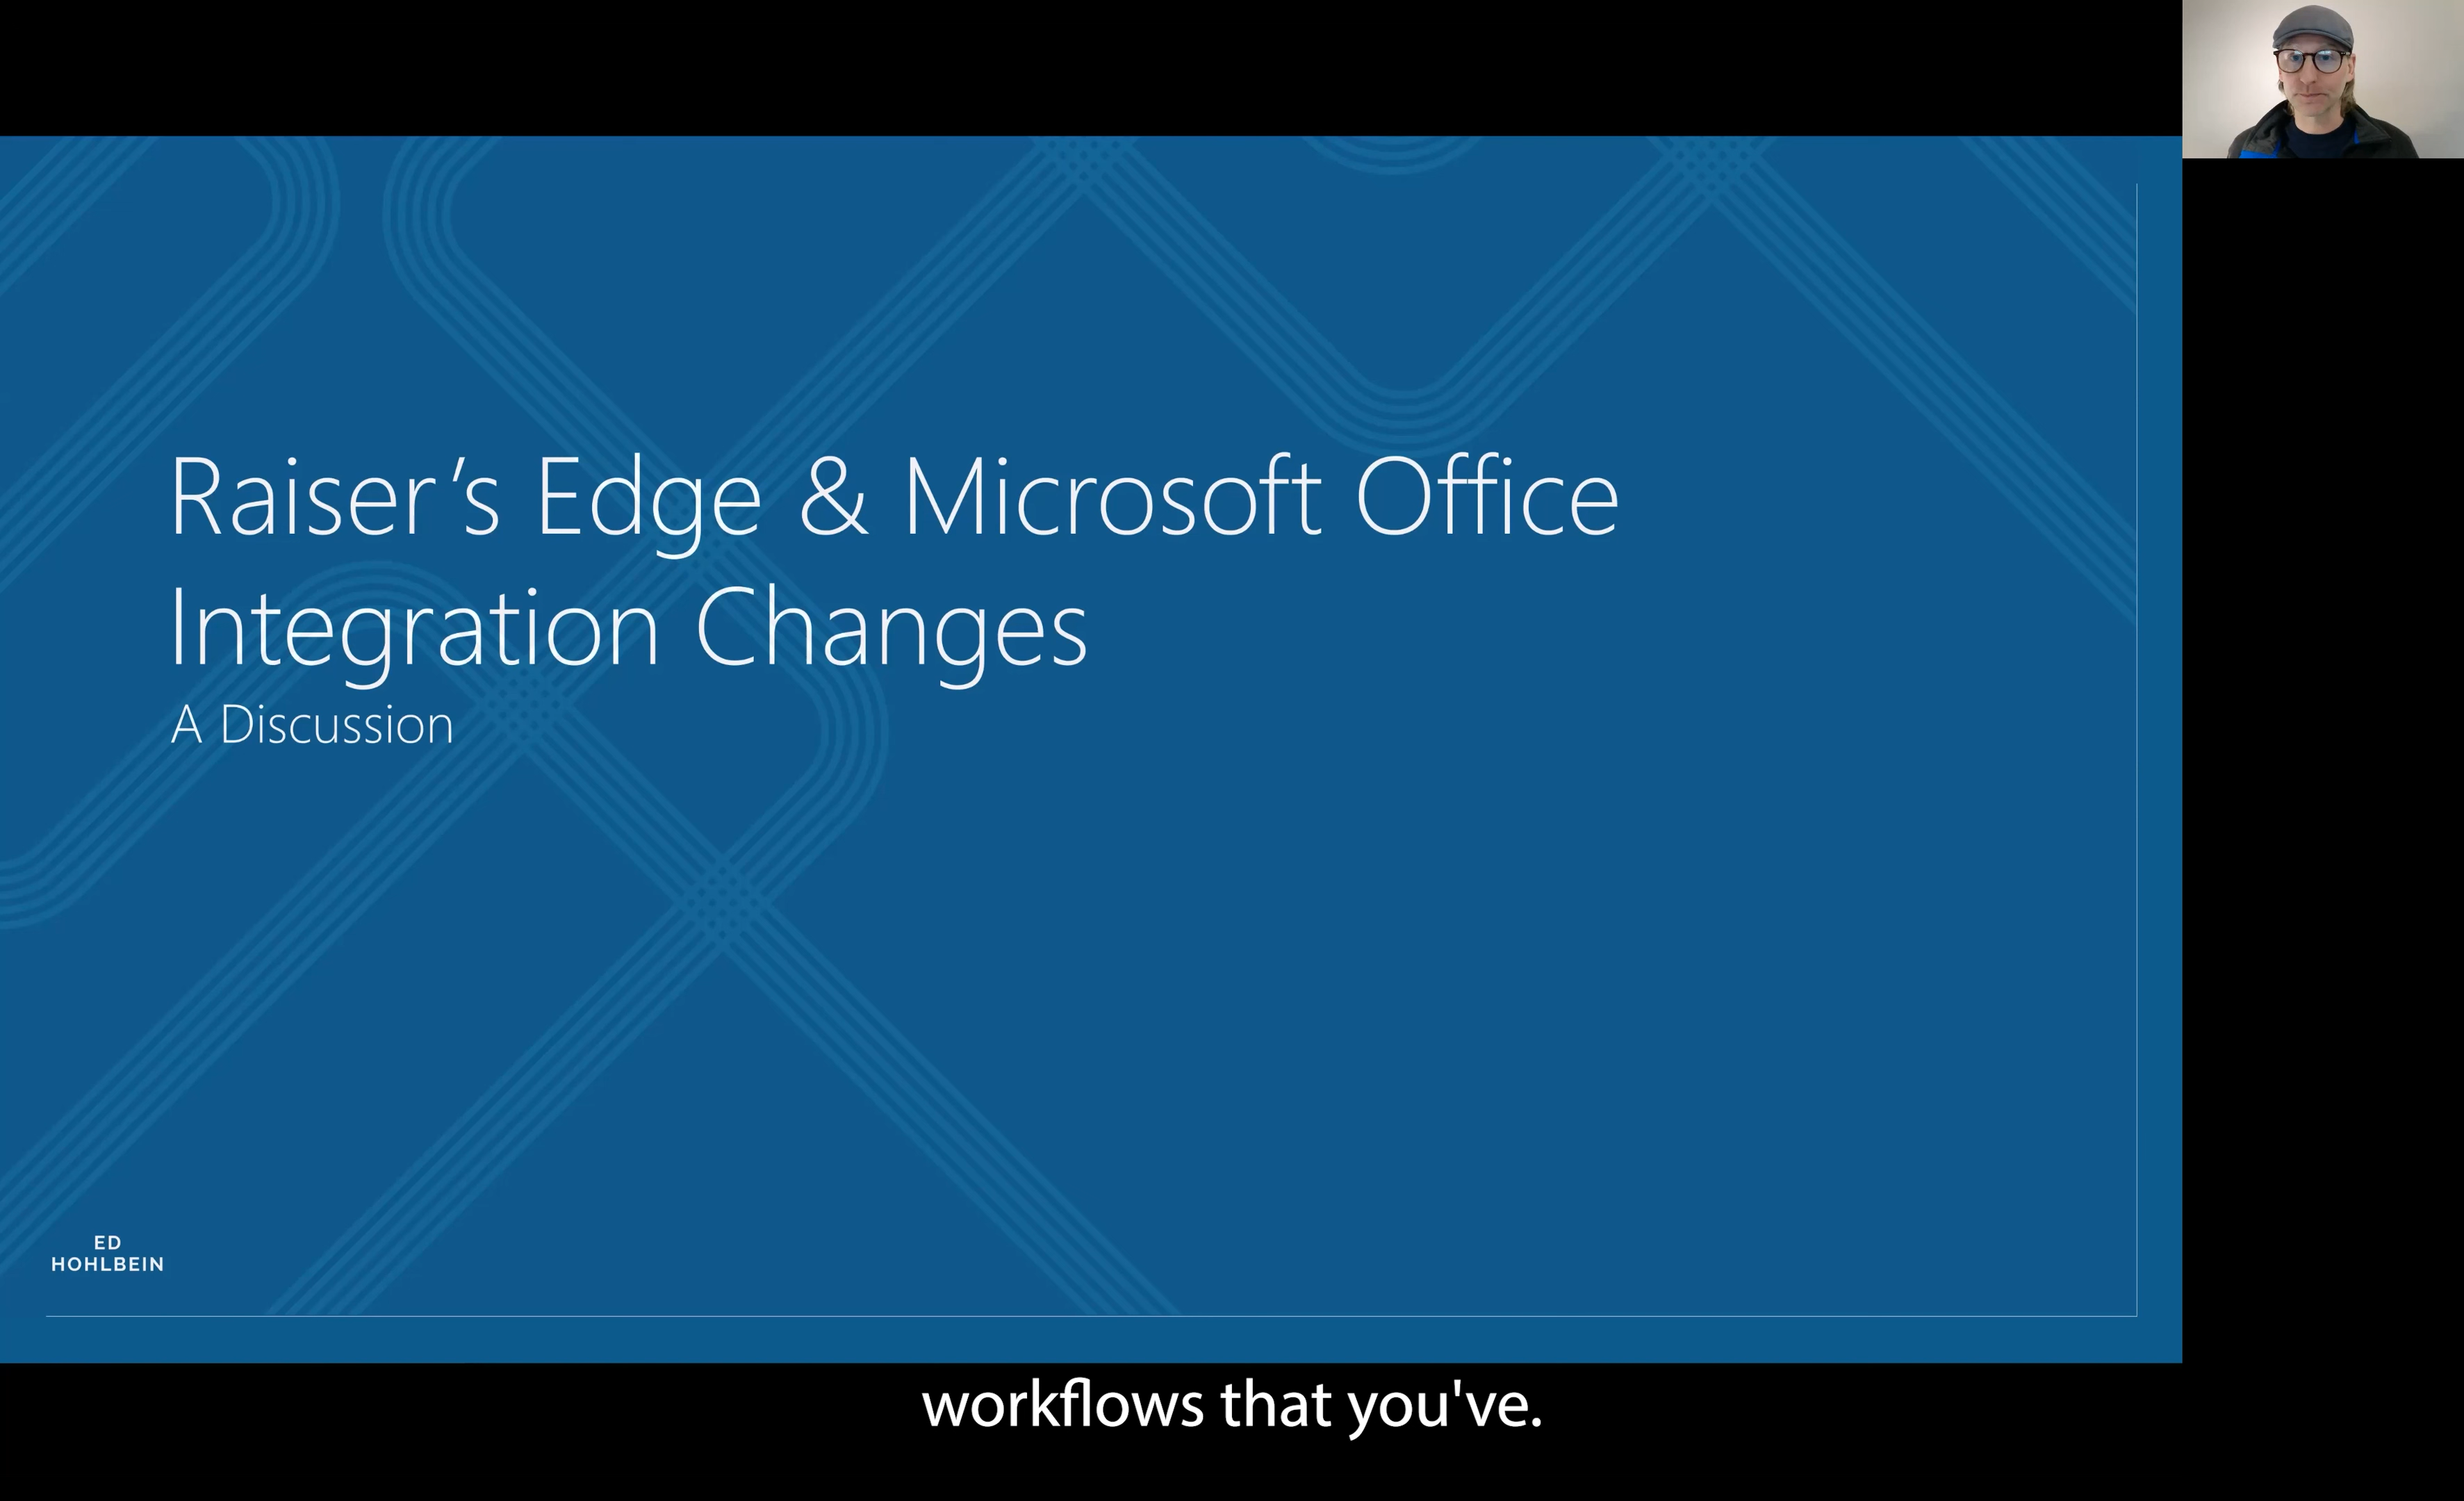 Raiser’s Edge & Microsoft Office
Integration Changes
A Discussion
ED
HOHLBEIN
workflows that you've.